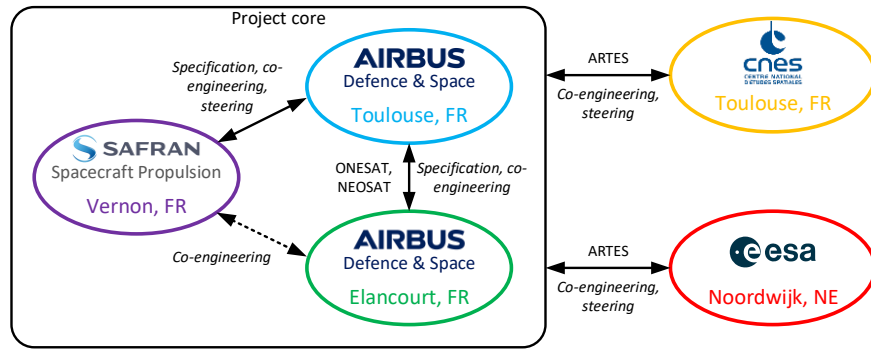 Project core
AIRBUS
Defence & Space
Toulouse, FR
Specification, co-
engineering,
steering
SAFRAN
Spacecraft Propulsion
Vernon, FR
ONESAT,
NEOSAT
Specification, co-
engineering
Co-engineering
AIRBUS
Defence & Space
Elancourt, FR
ARTES
Co-engineering,
steering
cnes
CENTRE NATIONAL
D'ÉTUDES SPATIALES
Toulouse, FR
ARTES
Co-engineering,
steering
esa
Noordwijk, NE